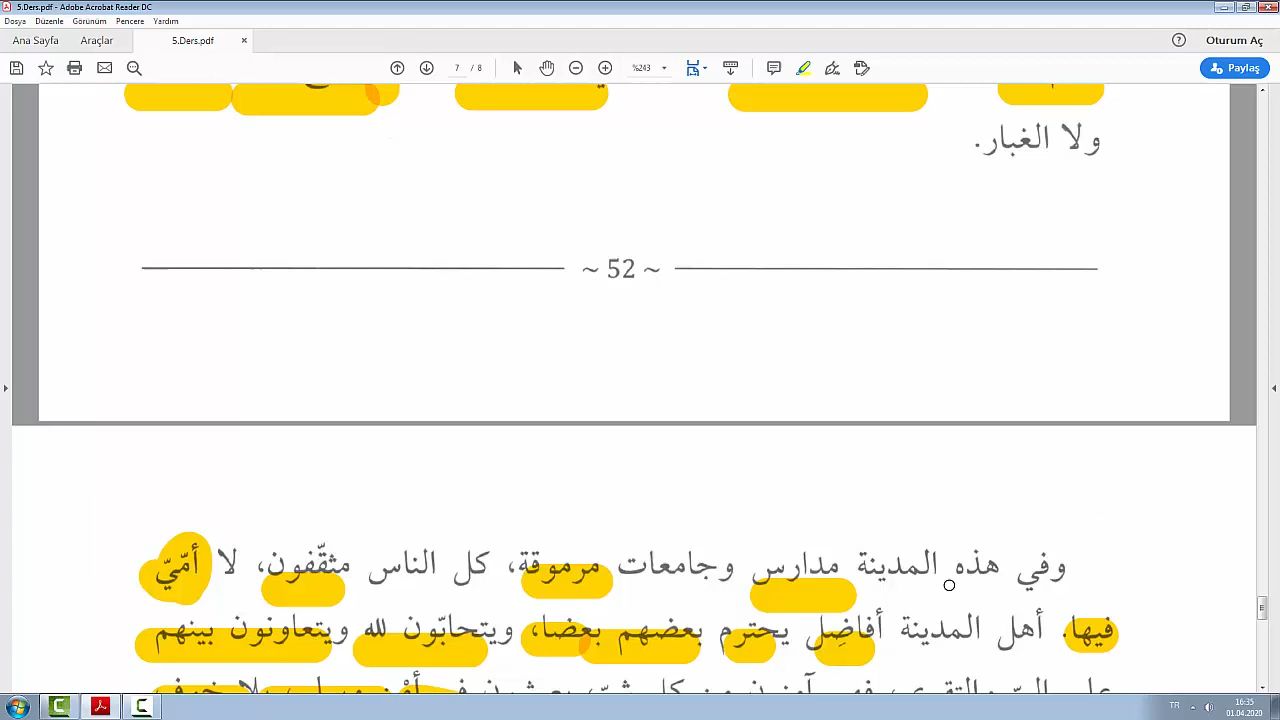 5.Ders.pdf - Adobe Acrobat Reader DC
Dosya Düzenle Görünüm Pencere Yardım
Ana Sayfa Araçlar 5.Ders.pdf × Oturum Aç
7 / 8 %243 Paylaş
ولا الغبار.
~ 52 ~
وفي هذه المدينة مدارس وجامعات مرموقة، كل الناس مثقّفون، لا أمّيّ
فيها. أهل المدينة أفاضِل يحترم بعضهم بعضا، ويتحابّون لله ويتعاونون بينهم
TR 16:35
01.04.2020